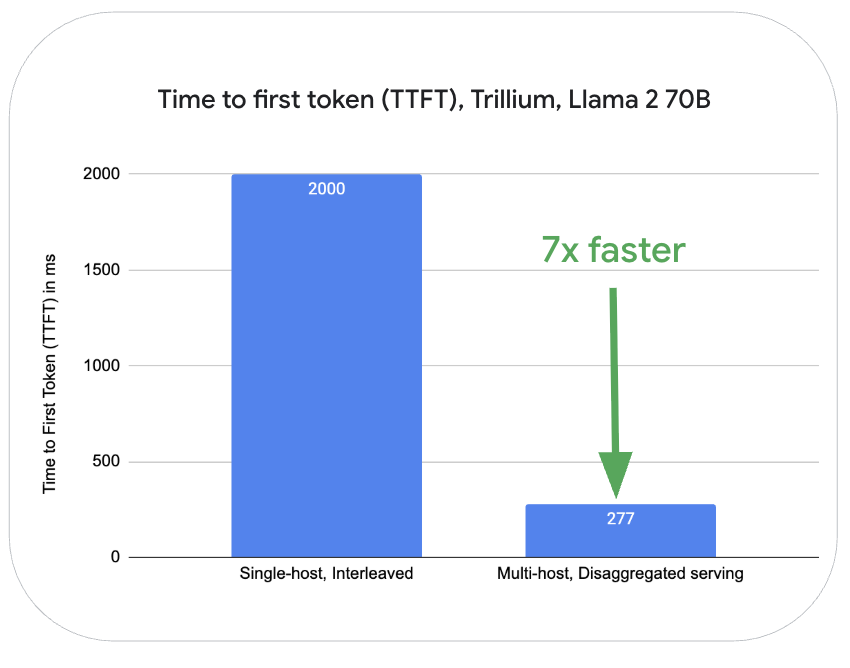 Time to first token (TTFT), Trillium, Llama 2 70B
Time to First Token (TTFT) in ms
2000
1500
1000
500
0
2000
7x faster
277
Single-host, Interleaved
Multi-host, Disaggregated serving